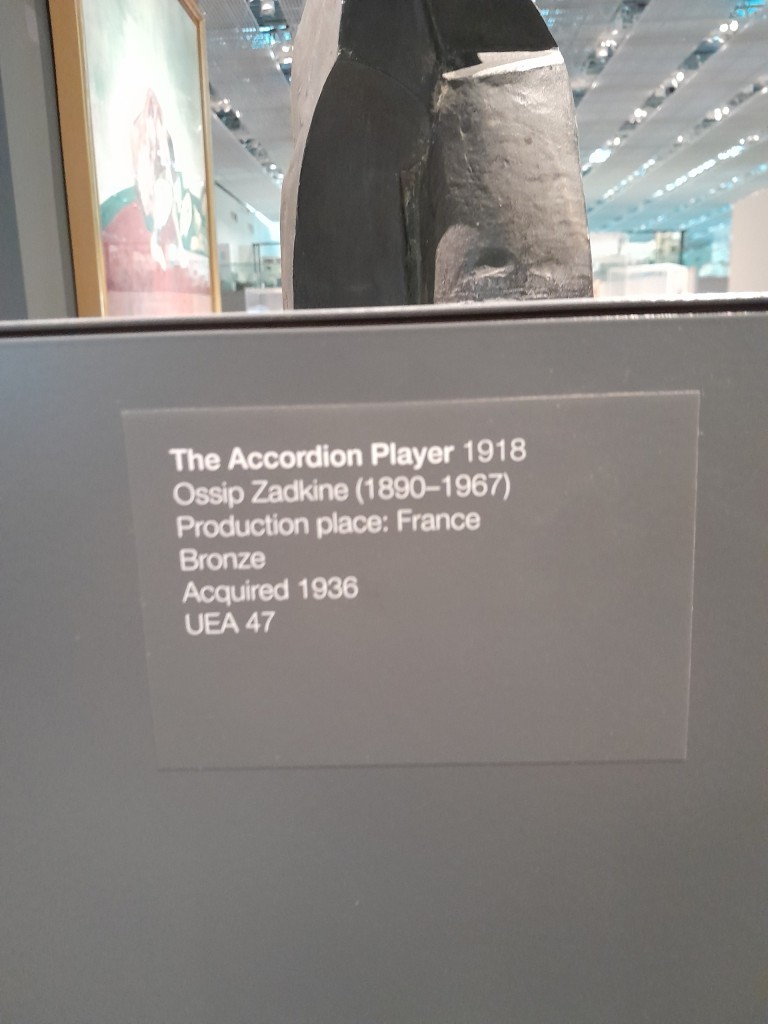 The Accordion Player 1918
Ossip Zadkine (1890–1967)
Production place: France
Bronze
Acquired 1936
UEA 47